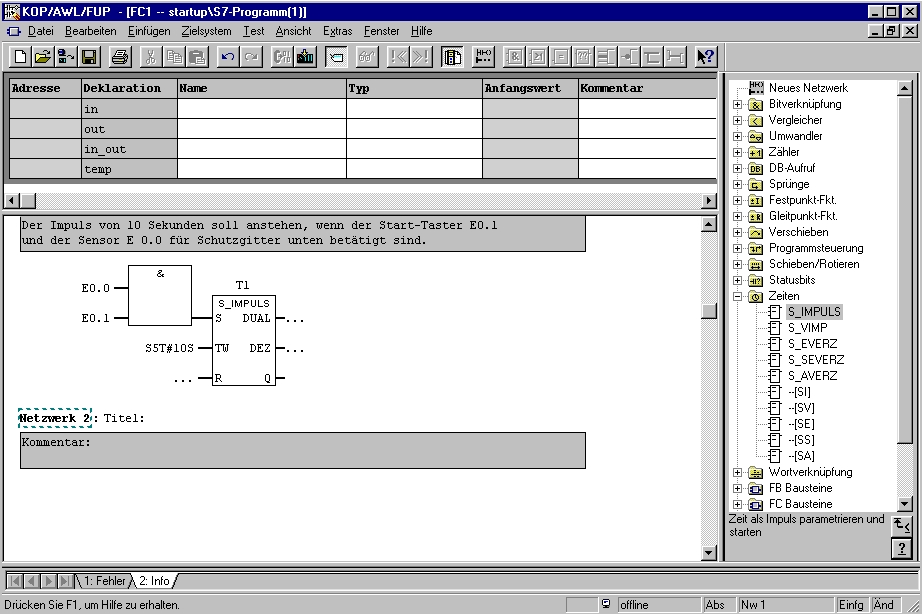 KOP/AWL/FUP - [FC1 -- startup\S7-Programm(1)]
Datei Bearbeiten Einfügen Zielsystem Test Ansicht Extras Fenster Hilfe
Adresse Deklaration Name Typ Anfangswert Kommentar
in
out
in_out
temp
Der Impuls von 10 Sekunden soll anstehen, wenn der Start-Taster E0.1
und der Sensor E 0.0 für Schutzgitter unten betätigt sind.
&
E0.0
T1
S_IMPULS
E0.1 S DUAL ...
S5T#10S TW DEZ ...
... R Q
Netzwerk 2 : Titel:
Kommentar:
Neues Netzwerk
Bitverknüpfung
Vergleicher
Umwandler
Zähler
DB-Aufruf
Sprünge
Festpunkt-Fkt.
Gleitpunkt-Fkt.
Verschieben
Programmsteuerung
Schieben/Rotieren
Statusbits
Zeiten
S_IMPULS
S_VIMP
S_EVERZ
S_SEVERZ
S_AVERZ
--[SI]
--[SV]
--[SE]
--[SS]
--[SA]
Wortverknüpfung
FB Bausteine
FC Bausteine
Zeit als Impuls parametrieren und
starten
1: Fehler 2: Info
Drücken Sie F1, um Hilfe zu erhalten. offline Abs Nw 1 Einfg Änd